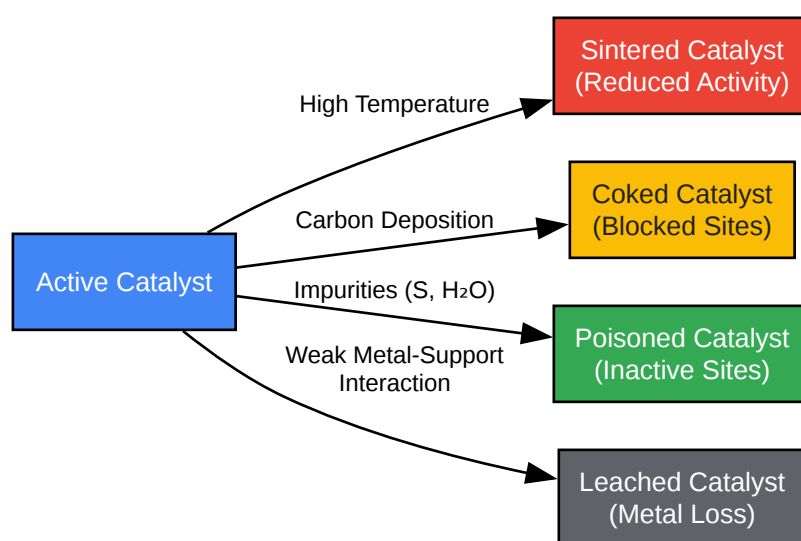 Sintered Catalyst
(Reduced Activity)
High Temperature
Coked Catalyst
(Blocked Sites)
Carbon Deposition
Active Catalyst
Impurities (S, H₂O)
Poisoned Catalyst
(Inactive Sites)
Weak Metal-Support
Interaction
Leached Catalyst
(Metal Loss)